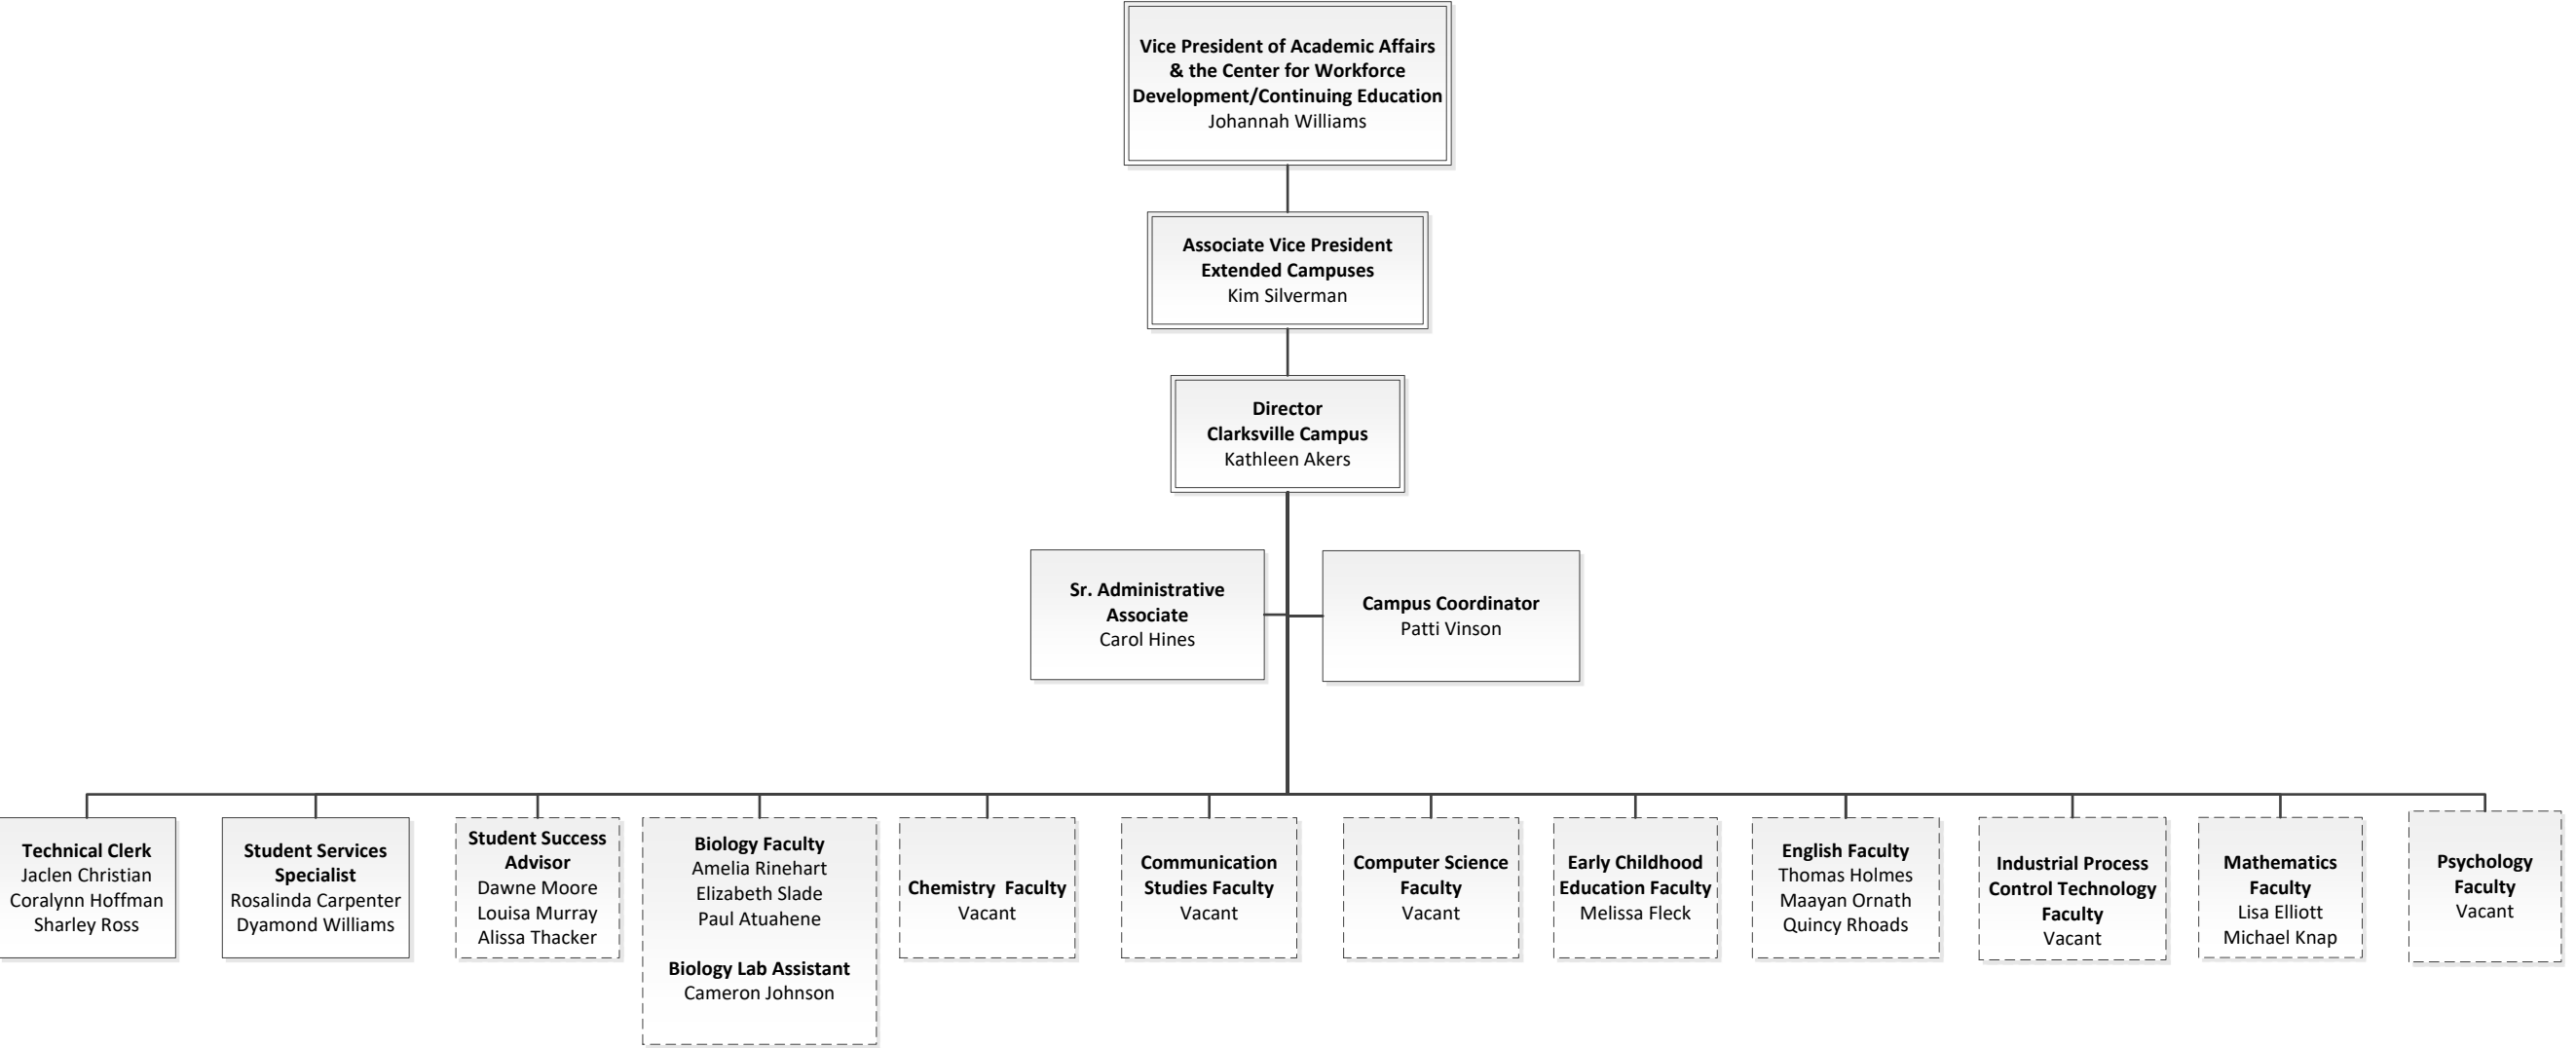 Vice President of Academic Affairs
& the Center for Workforce
Development/Continuing Education
Johannah Williams
Associate Vice President
Extended Campuses
Kim Silverman
Director
Clarksville Campus
Kathleen Akers
Sr. Administrative
Associate
Carol Hines
Campus Coordinator
Patti Vinson
Technical Clerk
Jaclen Christian
Coralynn Hoffman
Sharley Ross
Student Services
Specialist
Rosalinda Carpenter
Dyamond Williams
Student Success
Advisor
Dawne Moore
Louisa Murray
Alissa Thacker
Biology Faculty
Amelia Rinehart
Elizabeth Slade
Paul Atuahene
Biology Lab Assistant
Cameron Johnson
Chemistry  Faculty
Vacant
Communication
Studies Faculty
Vacant
Computer Science
Faculty
Vacant
Early Childhood
Education Faculty
Melissa Fleck
English Faculty
Thomas Holmes
Maayan Ornath
Quincy Rhoads
Industrial Process
Control Technology
Faculty
Vacant
Mathematics
Faculty
Lisa Elliott
Michael Knap
Psychology
Faculty
Vacant